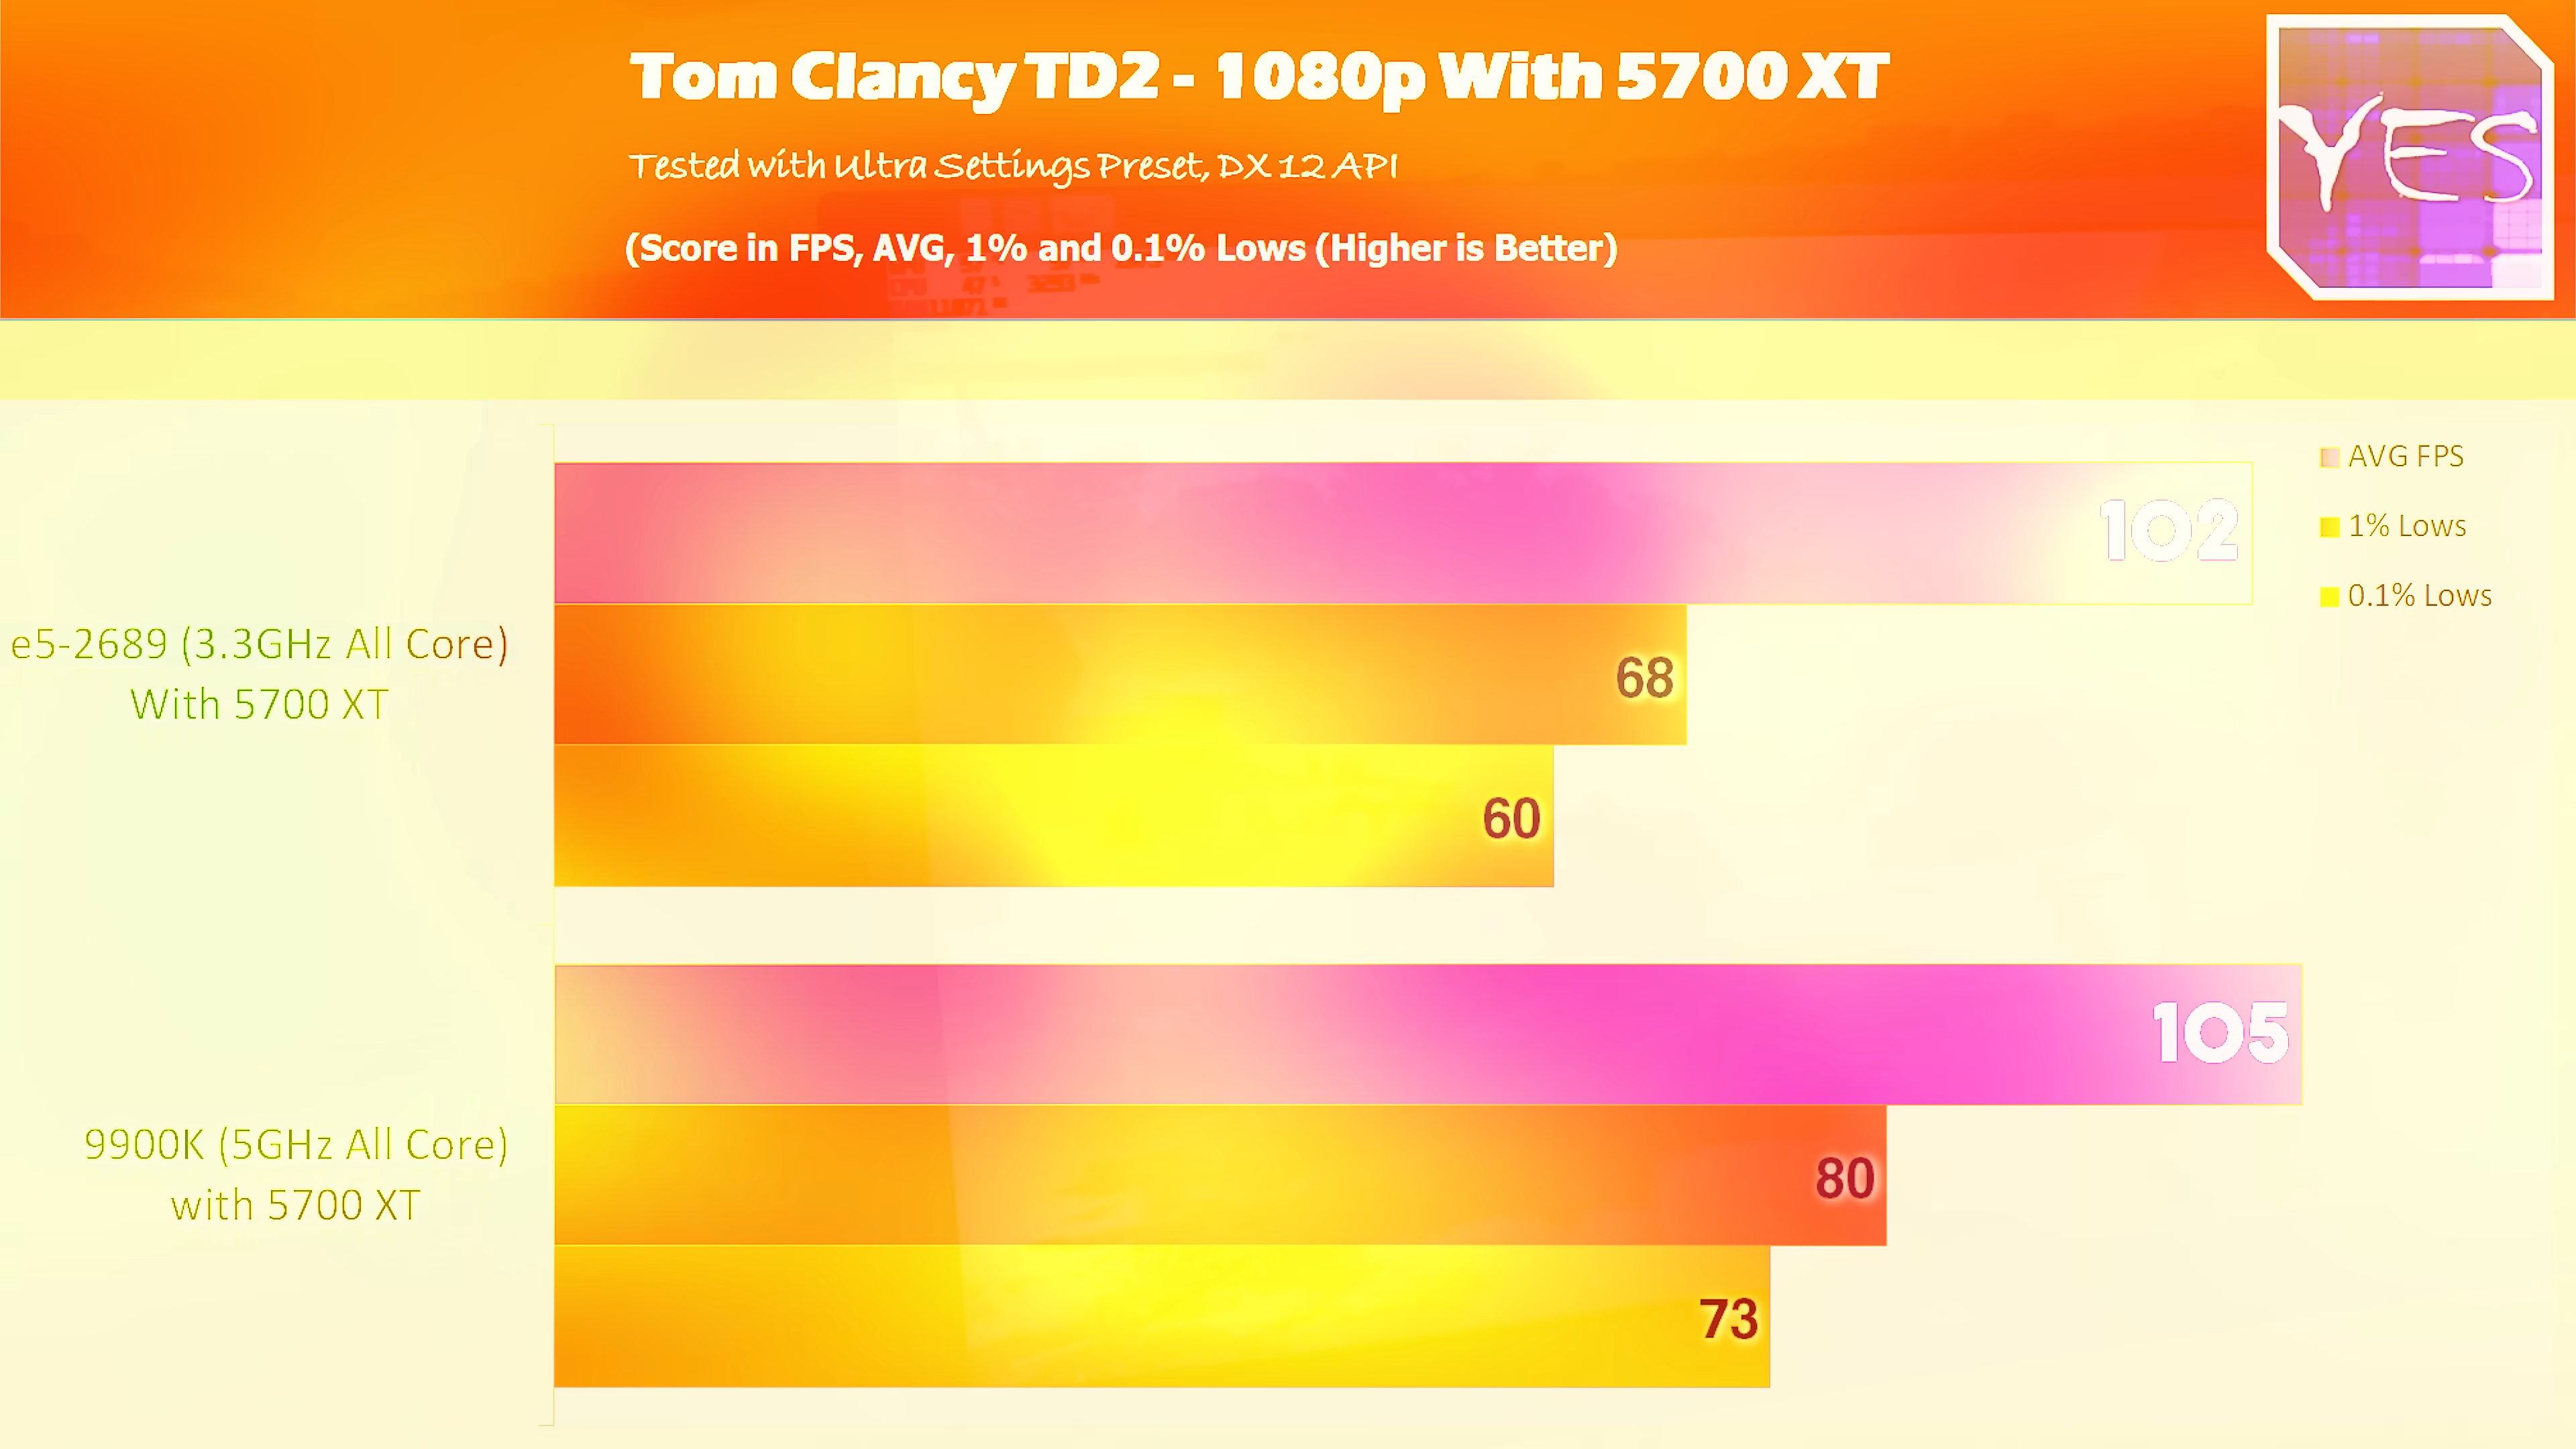 Tom Clancy TD2 - 1080p With 5700 XT
YES
Tested with Ultra Settings Preset, DX 12 API
(Score in FPS, AVG, 1% and 0.1% Lows (Higher is Better)
AVG FPS
1% Lows
0.1% Lows
e5-2689 (3.3GHz All Core)
With 5700 XT
102
68
60
9900K (5GHz All Core)
with 5700 XT
105
80
73